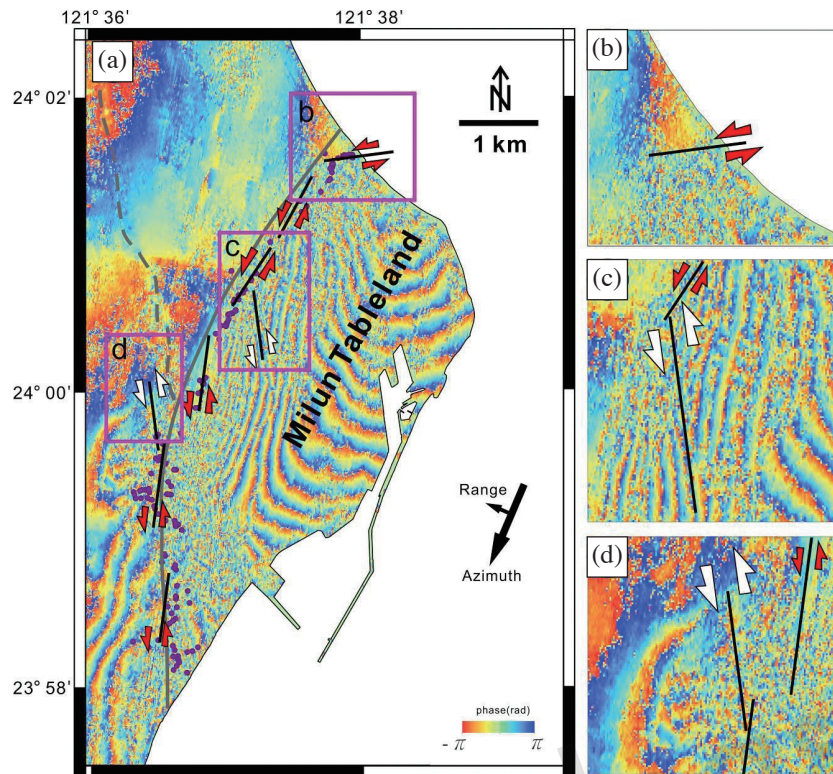 121° 36'
121° 38'
(a)
b
N
1 km
(b)
24° 02'
c
(c)
Milun Tableland
d
24° 00'
Range
Azimuth
(d)
23° 58'
phase(rad)
- π
π